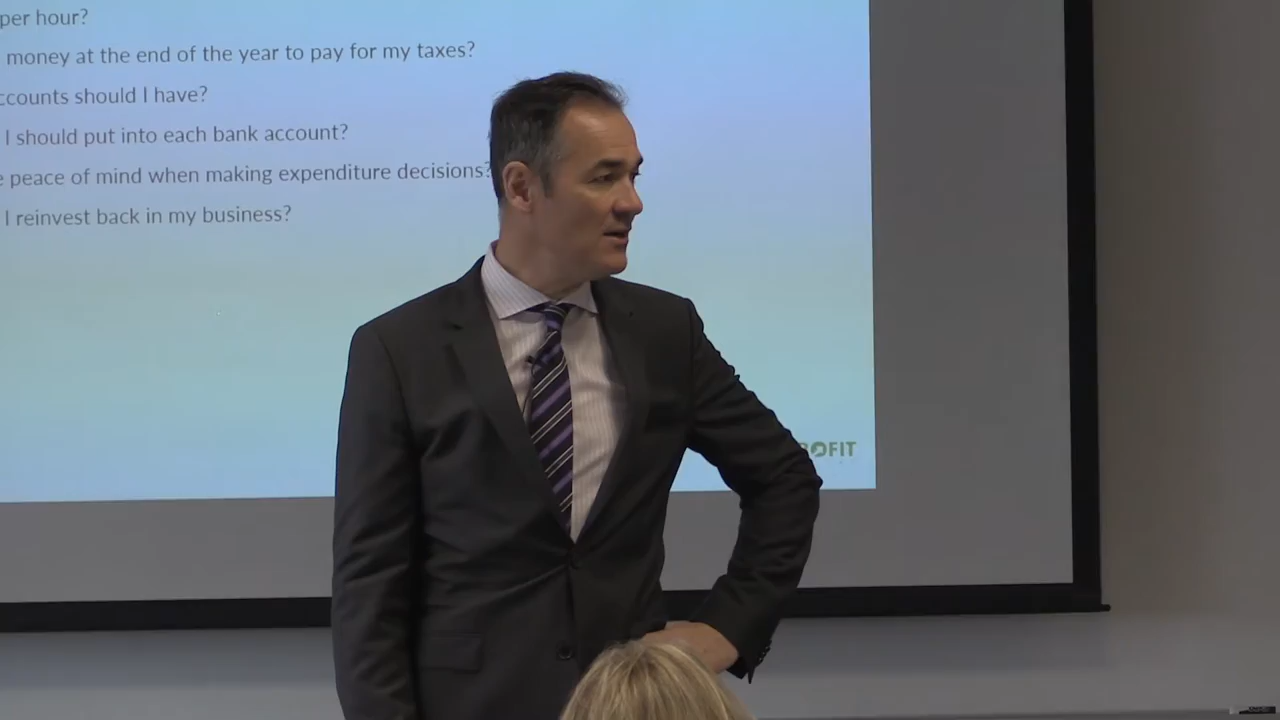 per hour?
money at the end of the year to pay for my taxes?
ccounts should I have?
I should put into each bank account?
peace of mind when making expenditure decisions?
I reinvest back in my business?
OFIT